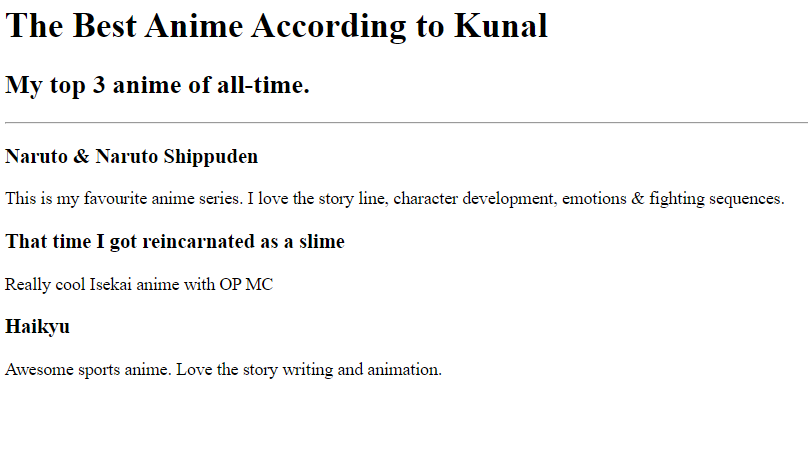 The Best Anime According to Kunal
My top 3 anime of all-time.
Naruto & Naruto Shippuden
This is my favourite anime series. I love the story line, character development, emotions & fighting sequences.
That time I got reincarnated as a slime
Really cool Isekai anime with OP MC
Haikyu
Awesome sports anime. Love the story writing and animation.